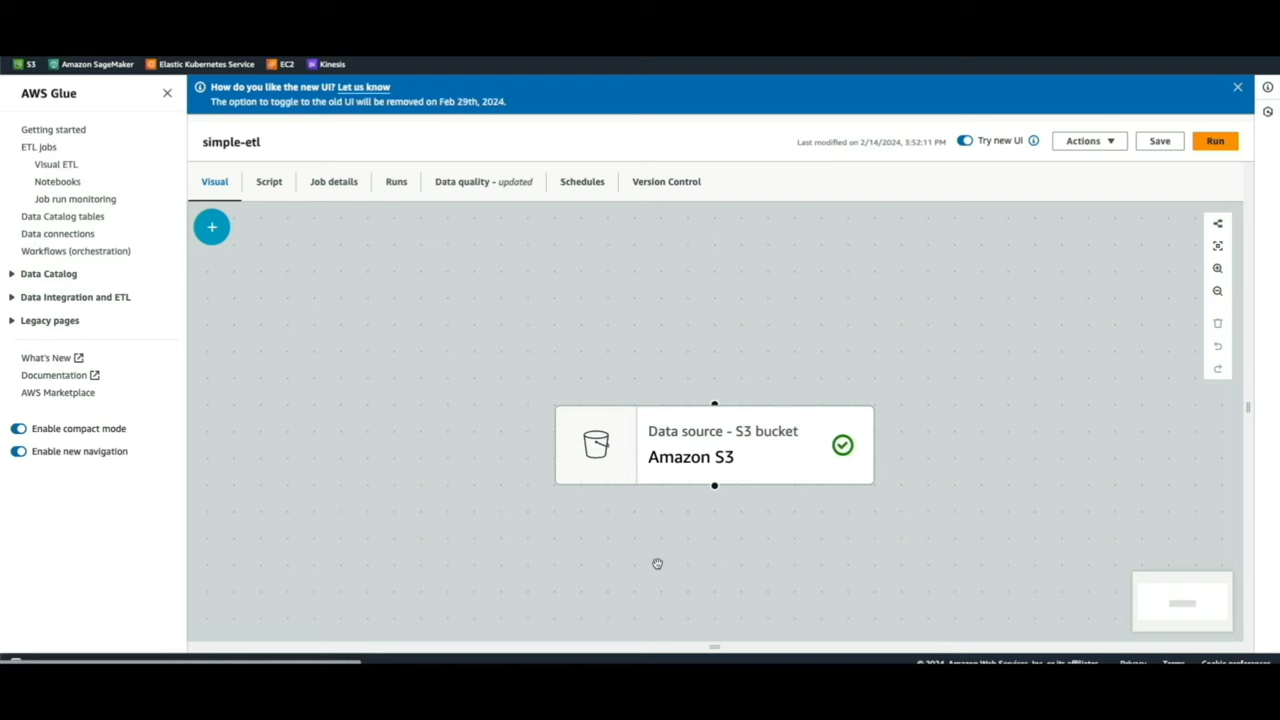 S3 Amazon SageMaker Elastic Kubernetes Service EC2 Kinesis
AWS Glue
Getting started
ETL jobs
Visual ETL
Notebooks
Job run monitoring
Data Catalog tables
Data connections
Workflows (orchestration)
Data Catalog
Data Integration and ETL
Legacy pages
What's New
Documentation
AWS Marketplace
Enable compact mode
Enable new navigation
How do you like the new UI? Let us know
The option to toggle to the old UI will be removed on Feb 29th, 2024.
simple-etl
Last modified on 2/14/2024, 3:52:11 PM Try new UI Actions Save Run
Visual Script Job details Runs Data quality - updated Schedules Version Control
Data source - S3 bucket
Amazon S3
© 2024, Amazon Web Services, Inc. or its affiliates. Privacy Terms Cookie preferences